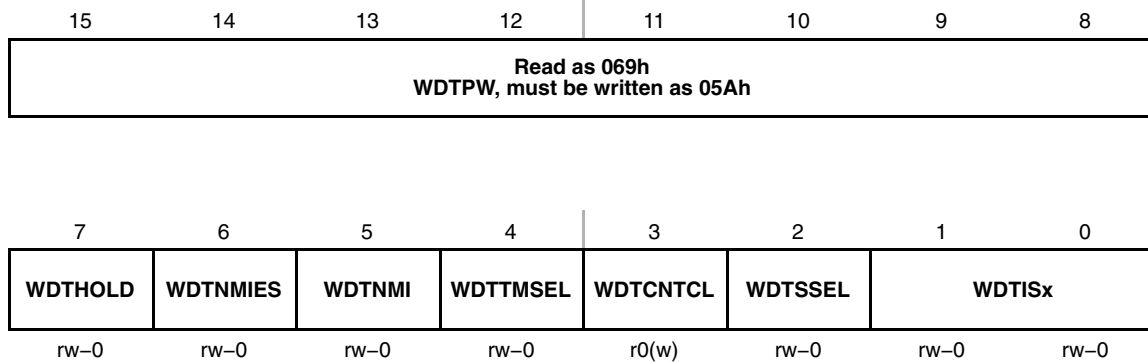 15 14 13 12 11 10 9 8
Read as 069h
WDTPW, must be written as 05Ah
7 6 5 4 3 2 1 0
WDTHOLD WDTNMIES WDTNMI WDTTMSEL WDTCNTCL WDTSSEL WDTISx
rw−0 rw−0 rw−0 rw−0 r0(w) rw−0 rw−0 rw−0